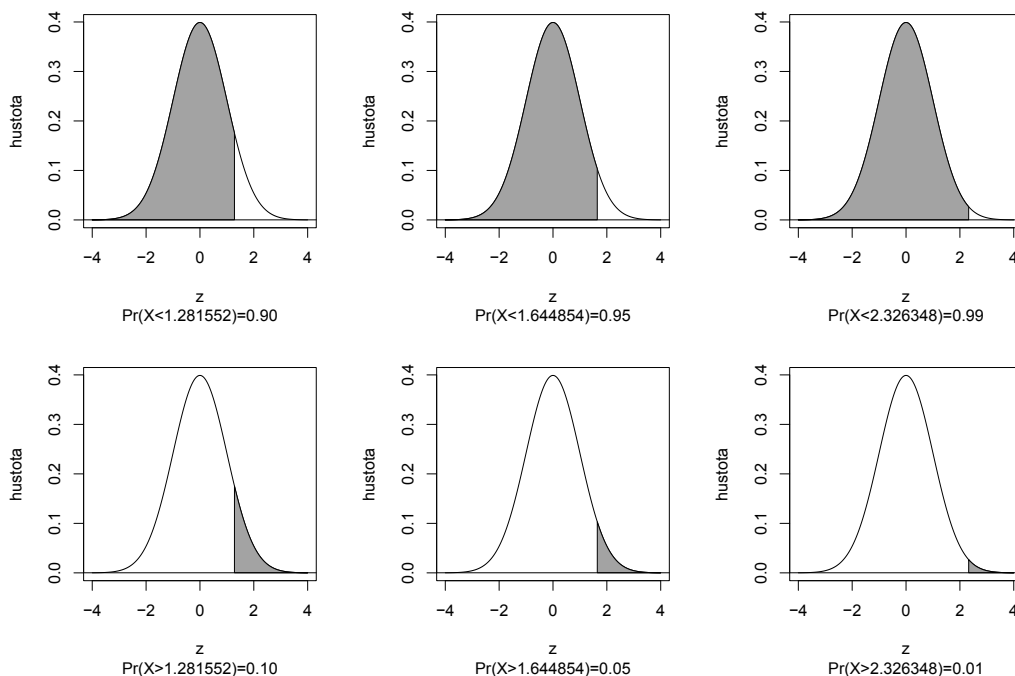 0.4
0.3
0.2
0.1
0.0
hustota
−4 −2 0 2 4
z
Pr(X<1.281552)=0.90
0.4
0.3
0.2
0.1
0.0
hustota
−4 −2 0 2 4
z
Pr(X<1.644854)=0.95
0.4
0.3
0.2
0.1
0.0
hustota
−4 −2 0 2 4
z
Pr(X<2.326348)=0.99
0.4
0.3
0.2
0.1
0.0
hustota
−4 −2 0 2 4
z
Pr(X>1.281552)=0.10
0.4
0.3
0.2
0.1
0.0
hustota
−4 −2 0 2 4
z
Pr(X>1.644854)=0.05
0.4
0.3
0.2
0.1
0.0
hustota
−4 −2 0 2 4
z
Pr(X>2.326348)=0.01